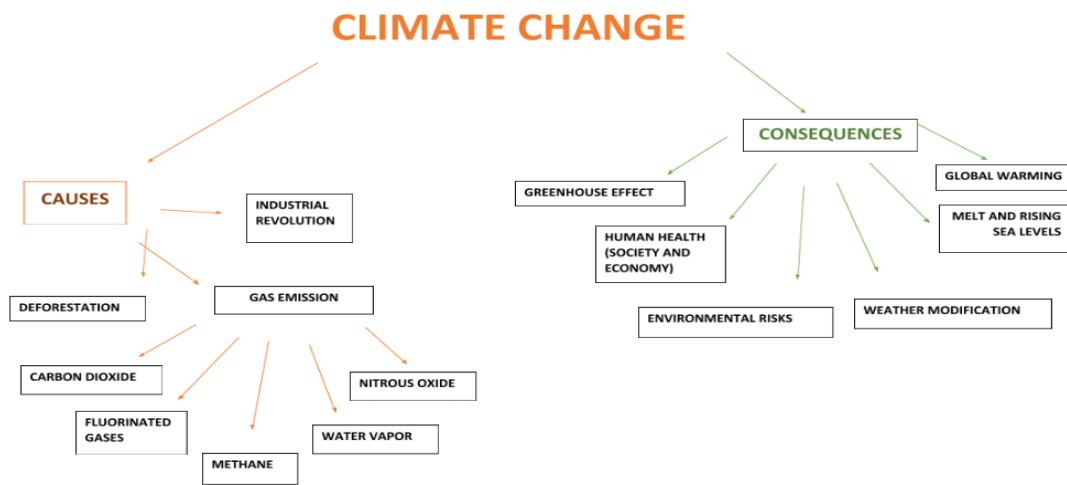 CLIMATE CHANGE
CAUSES
INDUSTRIAL
REVOLUTION
DEFORESTATION
GAS EMISSION
CARBON DIOXIDE
FLUORINATED
GASES
METHANE
WATER VAPOR
NITROUS OXIDE
CONSEQUENCES
GREENHOUSE EFFECT
HUMAN HEALTH
(SOCIETY AND
ECONOMY)
ENVIRONMENTAL RISKS
WEATHER MODIFICATION
MELT AND RISING
SEA LEVELS
GLOBAL WARMING